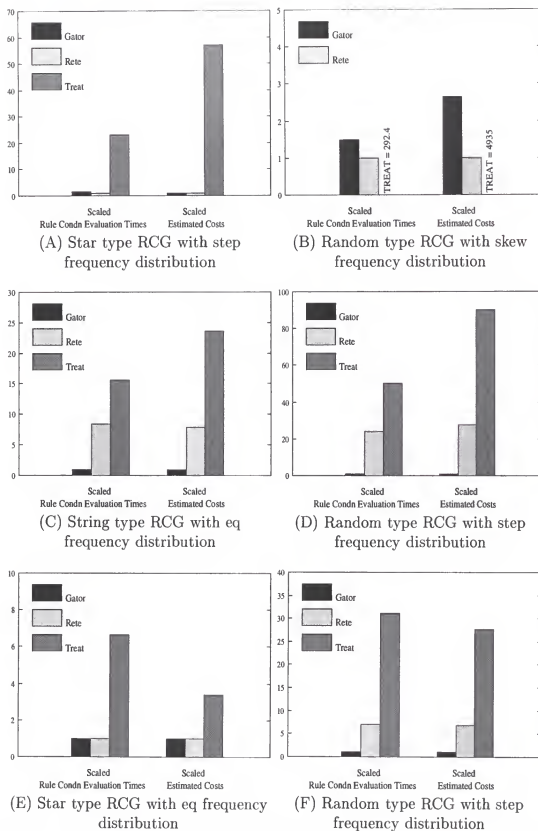 70
60
50
40
30
20
10
0
Gator
Rete
Treat
Scaled
Rule Condn Evaluation Times
Scaled
Estimated Costs
(A) Star type RCG with step
frequency distribution
5
4
3
2
1
0
Gator
Rete
TREAT = 292.4
TREAT = 4935
Scaled
Rule Condn Evaluation Times
Scaled
Estimated Costs
(B) Random type RCG with skew
frequency distribution
30
25
20
15
10
5
0
Gator
Rete
Treat
Scaled
Rule Condn Evaluation Times
Scaled
Estimated Costs
(C) String type RCG with eq
frequency distribution
100
80
60
40
20
0
Gator
Rete
Treat
Scaled
Rule Condn Evaluation Times
Scaled
Estimated Costs
(D) Random type RCG with step
frequency distribution
10
8
6
4
2
0
Gator
Rete
Treat
Scaled
Rule Condn Evaluation Times
Scaled
Estimated Costs
(E) Star type RCG with eq frequency
distribution
40
35
30
25
20
15
10
5
0
Gator
Rete
Treat
Scaled
Rule Condn Evaluation Times
Scaled
Estimated Costs
(F) Random type RCG with step
frequency distribution